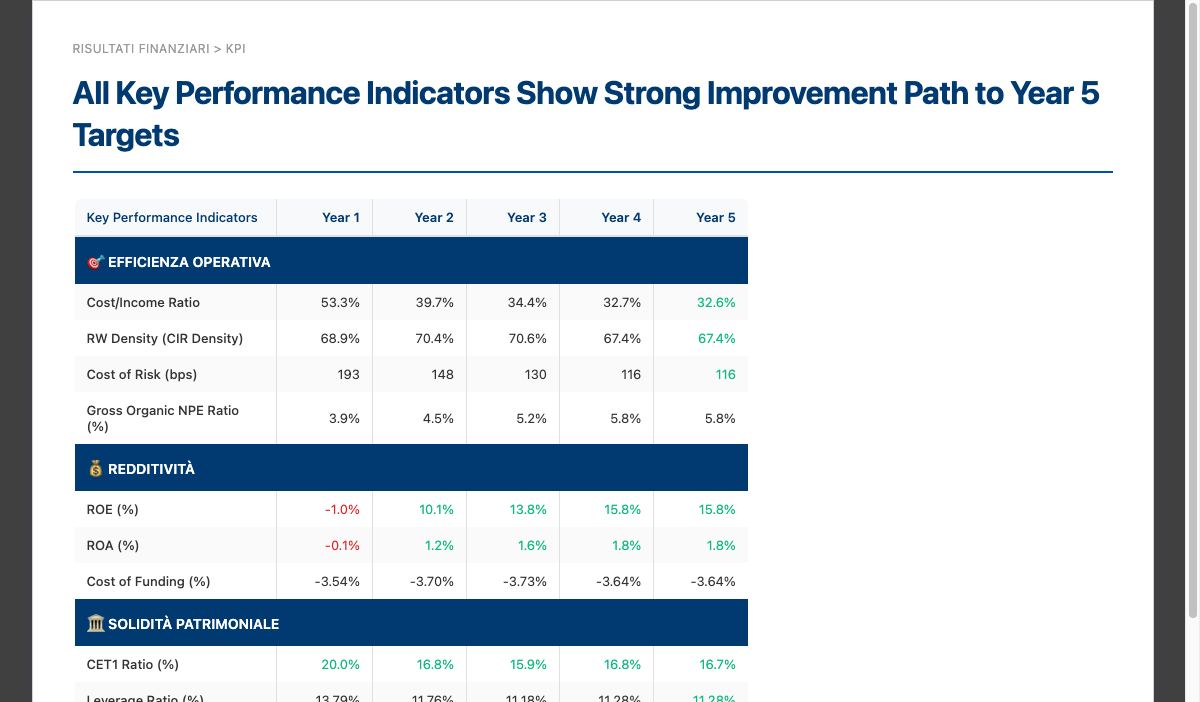 RISULTATI FINANZIARI > KPI
All Key Performance Indicators Show Strong Improvement Path to Year 5
Targets
Key Performance Indicators Year 1 Year 2 Year 3 Year 4 Year 5
🎯 EFFICIENZA OPERATIVA
Cost/Income Ratio 53.3% 39.7% 34.4% 32.7% 32.6%
RW Density (CIR Density) 68.9% 70.4% 70.6% 67.4% 67.4%
Cost of Risk (bps) 193 148 130 116 116
Gross Organic NPE Ratio
(%) 3.9% 4.5% 5.2% 5.8% 5.8%
💰 REDDITIVITÀ
ROE (%) -1.0% 10.1% 13.8% 15.8% 15.8%
ROA (%) -0.1% 1.2% 1.6% 1.8% 1.8%
Cost of Funding (%) -3.54% -3.70% -3.73% -3.64% -3.64%
🏛️ SOLIDITÀ PATRIMONIALE
CET1 Ratio (%) 20.0% 16.8% 15.9% 16.8% 16.7%
Leverage Ratio (%) 13.79% 11.76% 11.18% 11.28% 11.28%